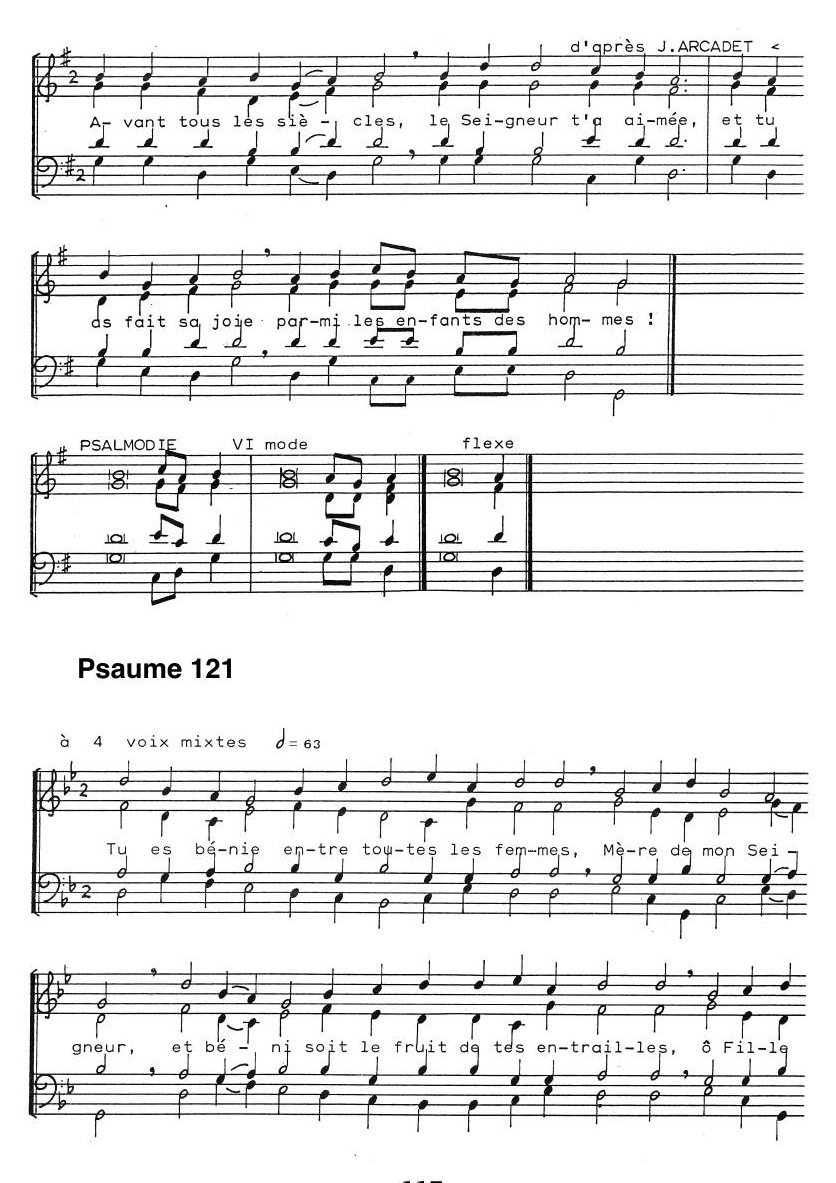 d'après J.ARCADET
A- vant tous les siè - cles, le Sei-gneur t'a ai-mée, et tu
as fait sa joie par-mi les en-fants des hom- mes !
PSALMODIE VI mode flexe
Psaume 121
à 4 voix mixtes = 63
Tu es bé-nie en-tre tou-tes les fem-mes, Mè-re de mon Sei -
gneur, et bé - ni soit le fruit de tes en-trail-les, ô Fil-le